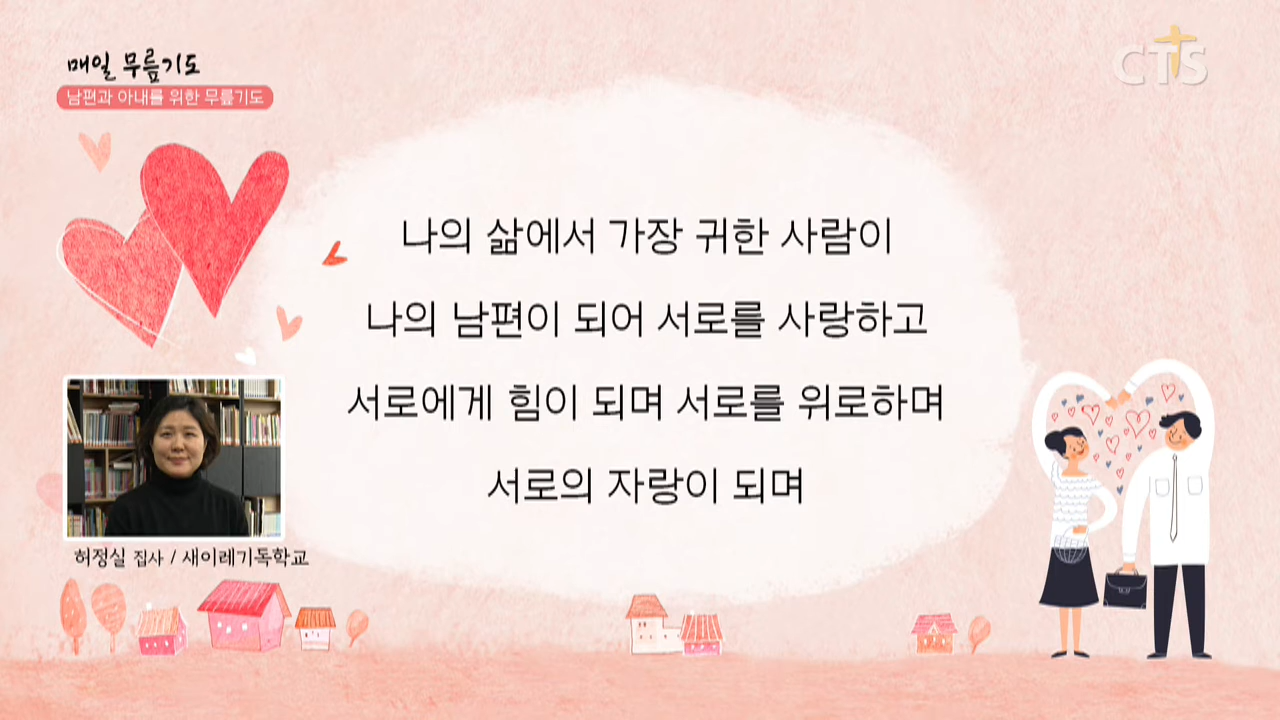 매일 무릎기도
남편과 아내를 위한 무릎기도
CTS
나의 삶에서 가장 귀한 사람이
나의 남편이 되어 서로를 사랑하고
서로에게 힘이 되며 서로를 위로하며
서로의 자랑이 되며
허정실 집사 / 새이레기독학교